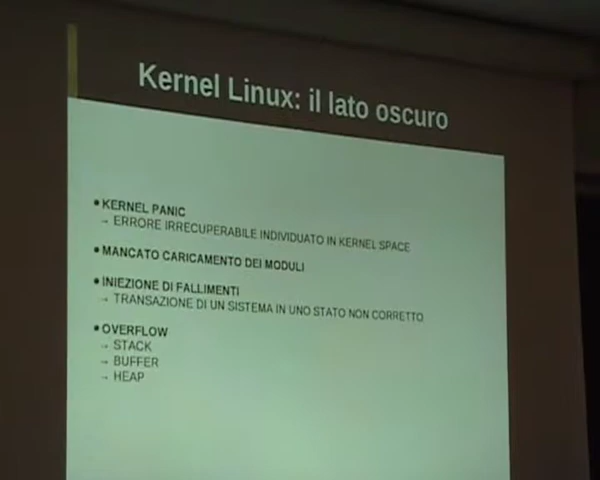 Kernel Linux: il lato oscuro
• KERNEL PANIC
→ ERRORE IRRECUPERABILE INDIVIDUATO IN KERNEL SPACE
• MANCATO CARICAMENTO DEI MODULI
• INIEZIONE DI FALLIMENTI
→ TRANSAZIONE DI UN SISTEMA IN UNO STATO NON CORRETTO
• OVERFLOW
→ STACK
→ BUFFER
→ HEAP